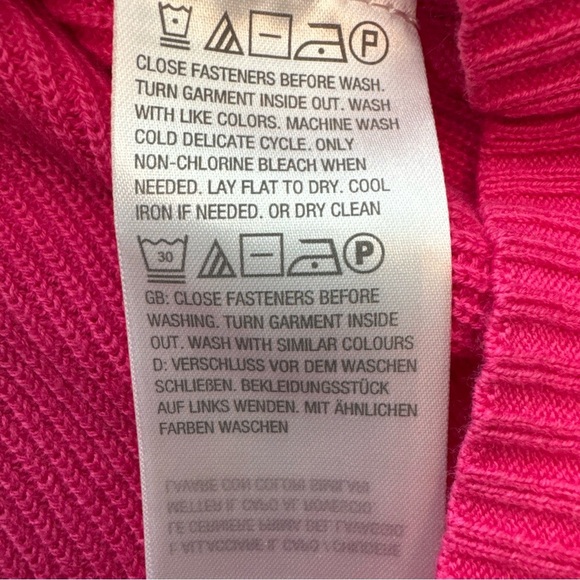 P
CLOSE FASTENERS BEFORE WASH.
TURN GARMENT INSIDE OUT. WASH
WITH LIKE COLORS. MACHINE WASH
COLD DELICATE CYCLE. ONLY
NON-CHLORINE BLEACH WHEN
NEEDED. LAY FLAT TO DRY. COOL
IRON IF NEEDED. OR DRY CLEAN
30 P
GB: CLOSE FASTENERS BEFORE
WASHING. TURN GARMENT INSIDE
OUT. WASH WITH SIMILAR COLOURS
D: VERSCHLUSS VOR DEM WASCHEN
SCHLIEßEN. BEKLEIDUNGSSTÜCK
AUF LINKS WENDEN. MIT ÄHNLICHEN
FARBEN WASCHEN